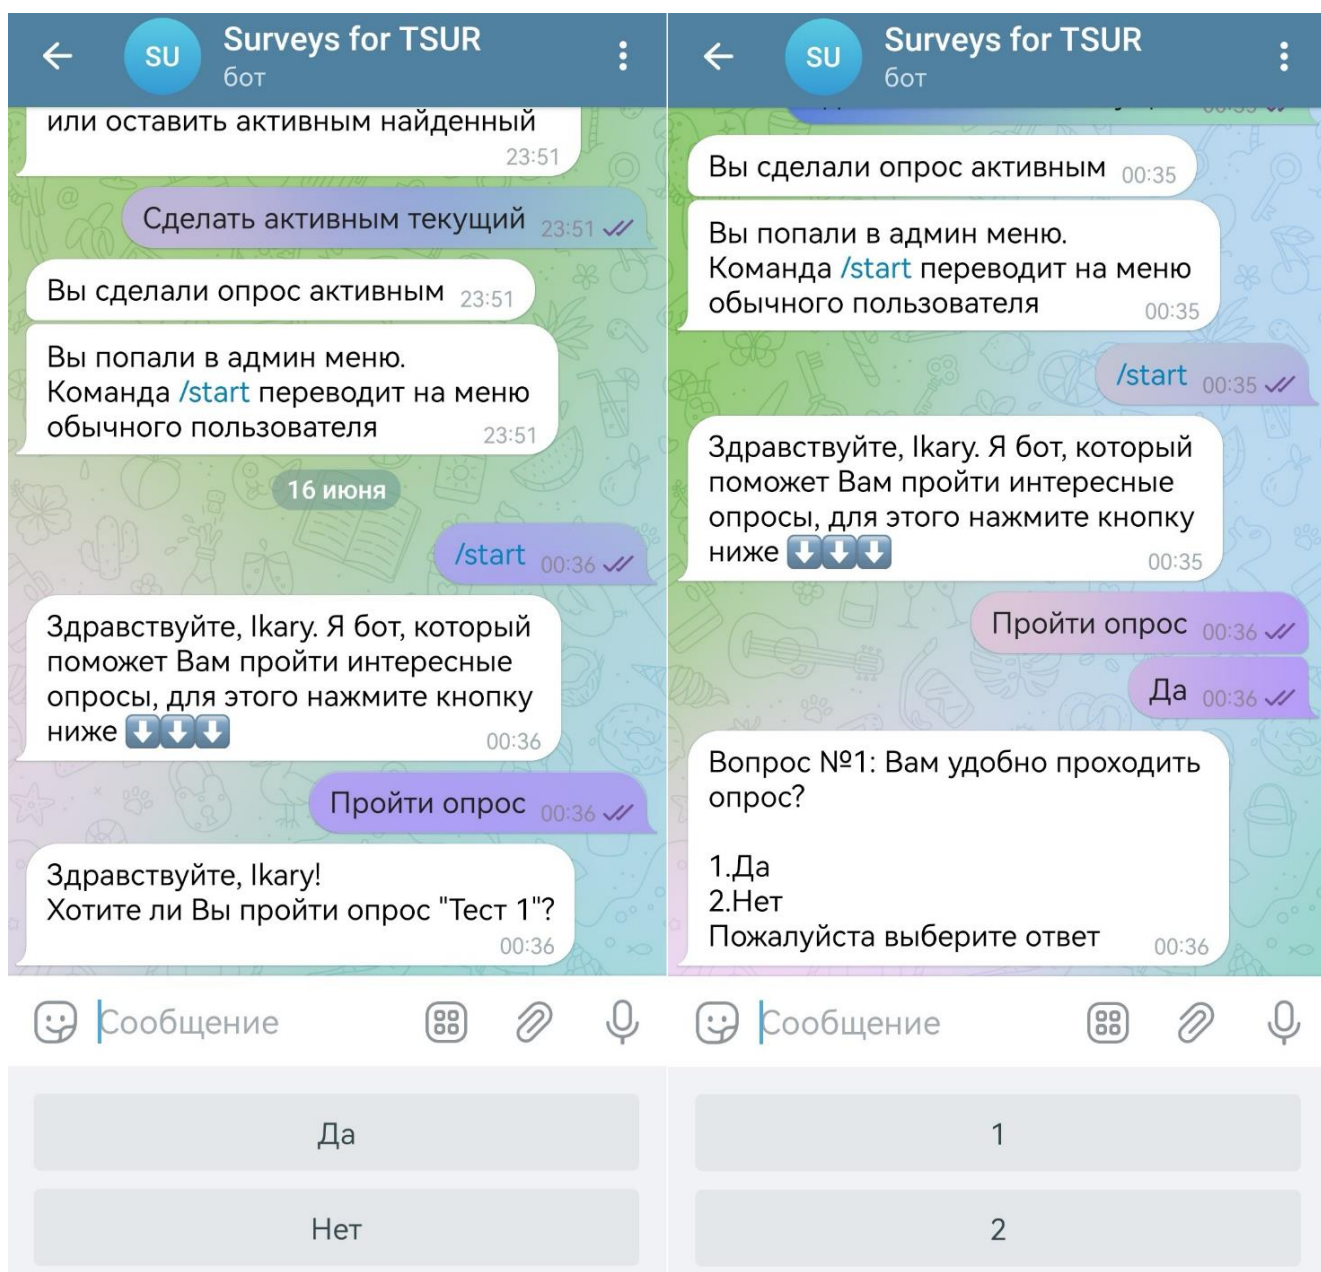 SU
Surveys for TSUR
бот
или оставить активным найденный
23:51
Сделать активным текущий 23:51
Вы сделали опрос активным 23:51
Вы попали в админ меню.
Команда /start переводит на меню
обычного пользователя 23:51
16 июня
/start 00:36
Здравствуйте, Ikary. Я бот, который
поможет Вам пройти интересные
опросы, для этого нажмите кнопку
ниже ⬇️⬇️⬇️ 00:36
Пройти опрос 00:36
Здравствуйте, Ikary!
Хотите ли Вы пройти опрос "Тест 1"?
00:36
Сообщение
Да
Нет
SU
Surveys for TSUR
бот
Вы сделали опрос активным 00:35
Вы попали в админ меню.
Команда /start переводит на меню
обычного пользователя 00:35
/start 00:35
Здравствуйте, Ikary. Я бот, который
поможет Вам пройти интересные
опросы, для этого нажмите кнопку
ниже ⬇️⬇️⬇️ 00:35
Пройти опрос 00:36
Да 00:36
Вопрос №1: Вам удобно проходить
опрос?
1.Да
2.Нет
Пожалуйста выберите ответ 00:36
Сообщение
1
2